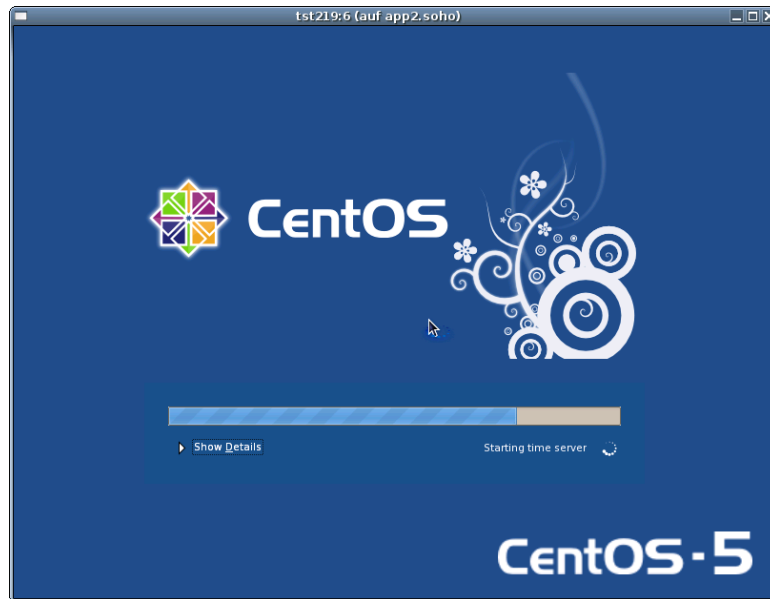 tst219:6 (auf app2.soho)
CentOS
Show Details
Starting time server
CentOS-5